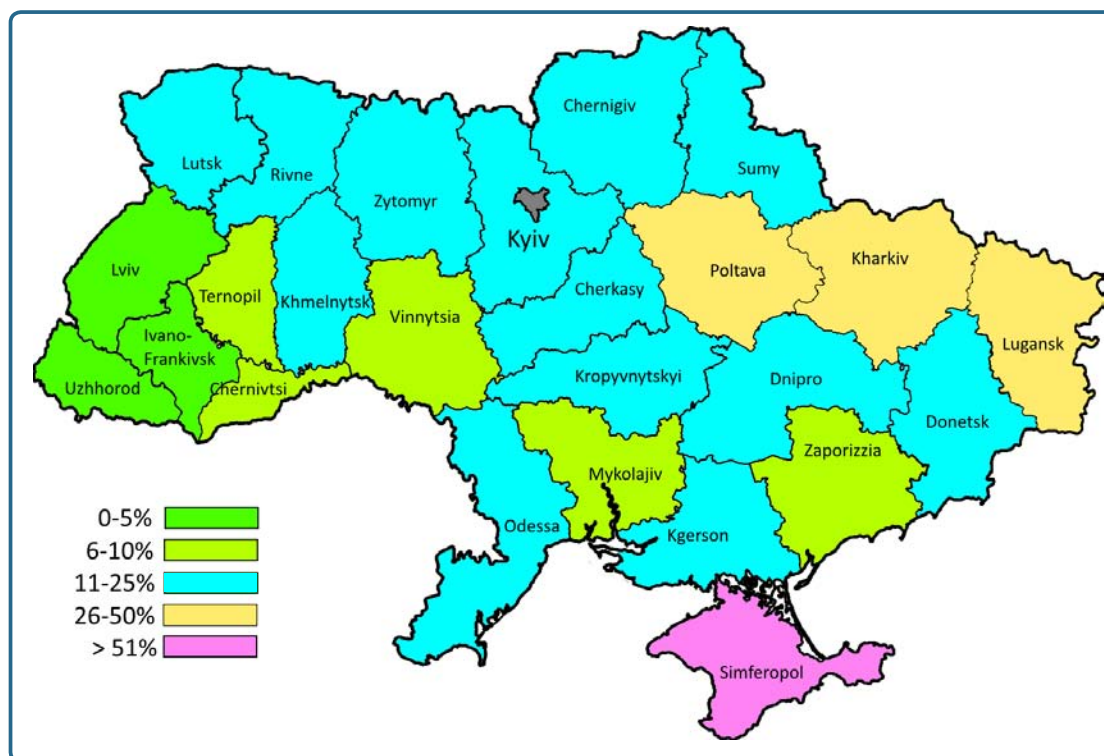 Chernigiv
Lutsk
Rivne
Sumy
Zytomyr
Kyiv
Lviv
Ternopil
Khmelnytsk
Cherkasy
Poltava
Kharkiv
Vinnytsia
Ivano-
Frankivsk
Lugansk
Uzhhorod
Chernivtsi
Kropyvnytskyi
Dnipro
Donetsk
Zaporizzia
Mykolajiv
Odessa
Kgerson
Simferopol
0-5%
6-10%
11-25%
26-50%
> 51%